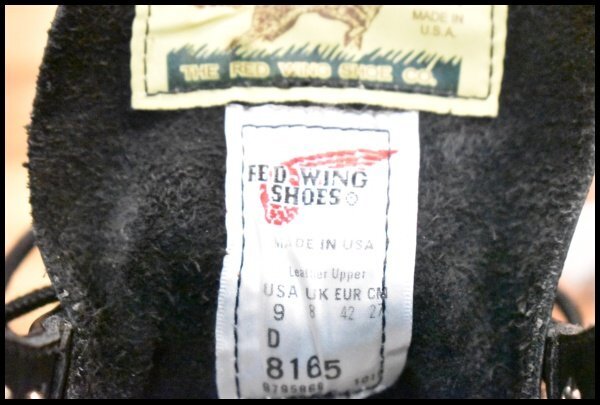 MADE IN
U.S.A.
THE RED WING SHOE CO.
RED WING
SHOES
MADE IN USA
Leather Upper
USA UK EUR CM
9 8 42 27
D
8165